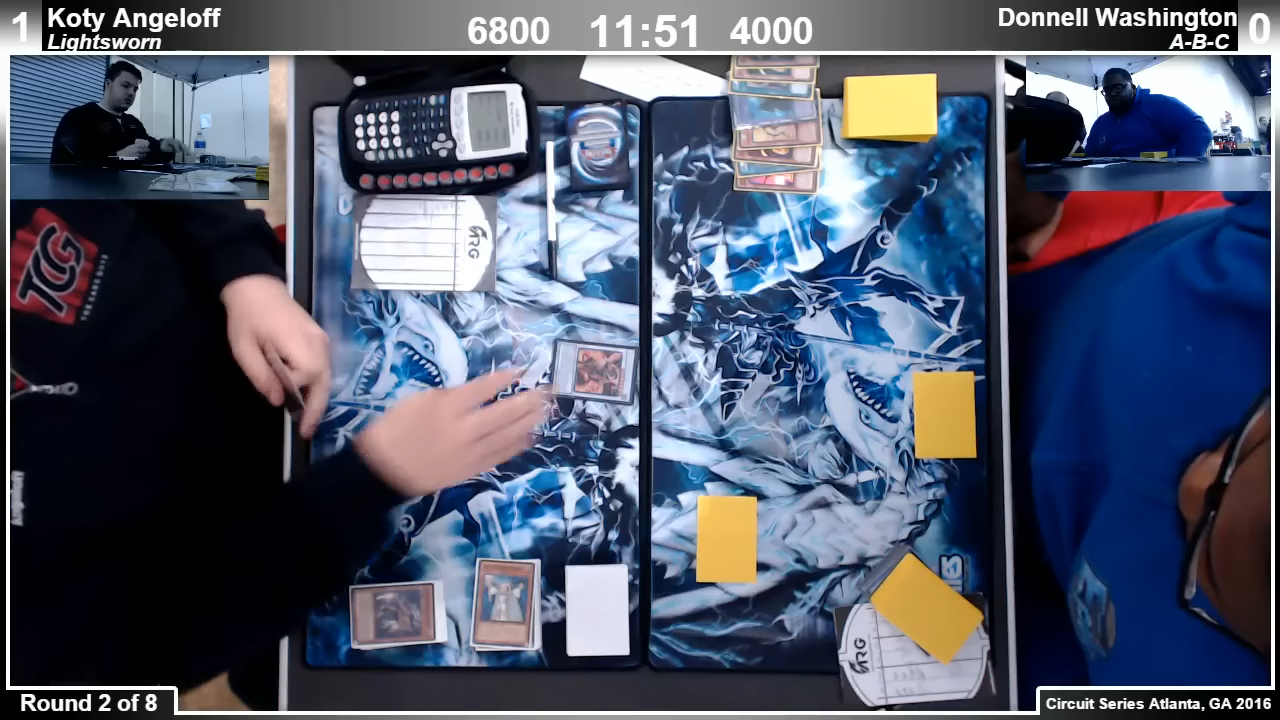 1 Koty Angeloff 6800 11:51 4000 Donnell Washington 0
Lightsworn A-B-C
TCG
ARG
ARG
Round 2 of 8 Circuit Series Atlanta, GA 2016